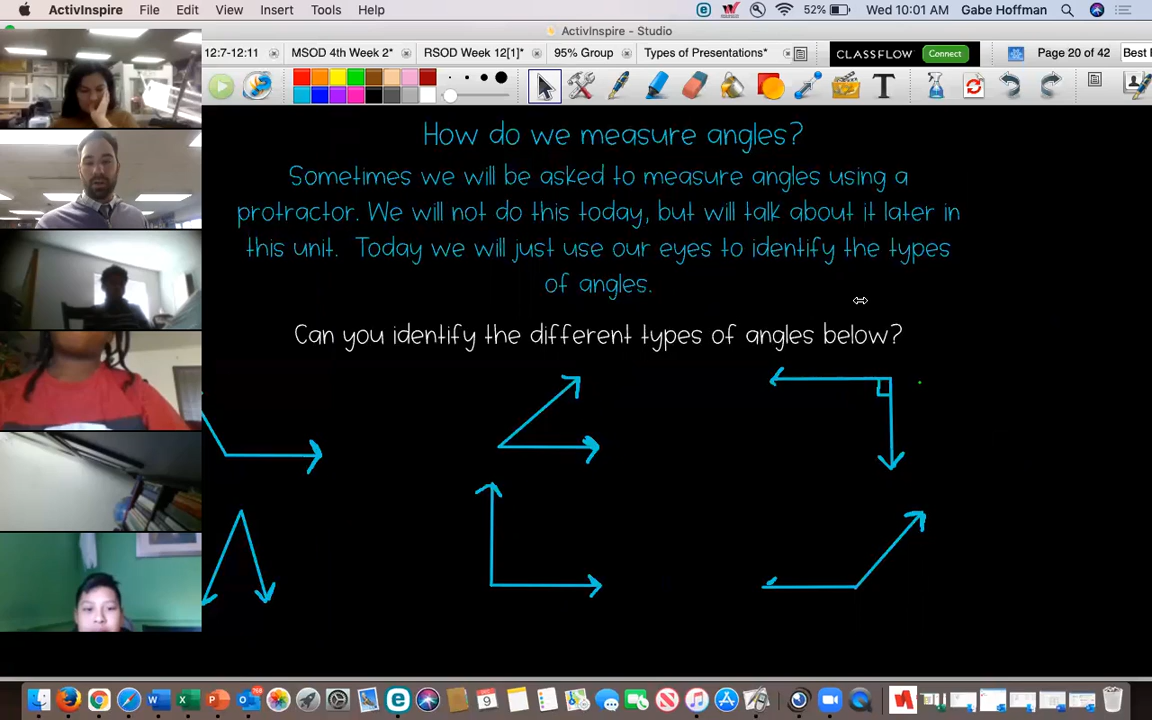 ActivInspire File Edit View Insert Tools Help 52% Wed 10:01 AM Gabe Hoffman
ActivInspire - Studio
12:7-12:11 MSOD 4th Week 2* RSOD Week 12[1]* 95% Group Types of Presentations* CLASSFLOW Connect Page 20 of 42 Best
How do we measure angles?
Sometimes we will be asked to measure angles using a
protractor. We will not do this today, but will talk about it later in
this unit. Today we will just use our eyes to identify the types
of angles.
Can you identify the different types of angles below?